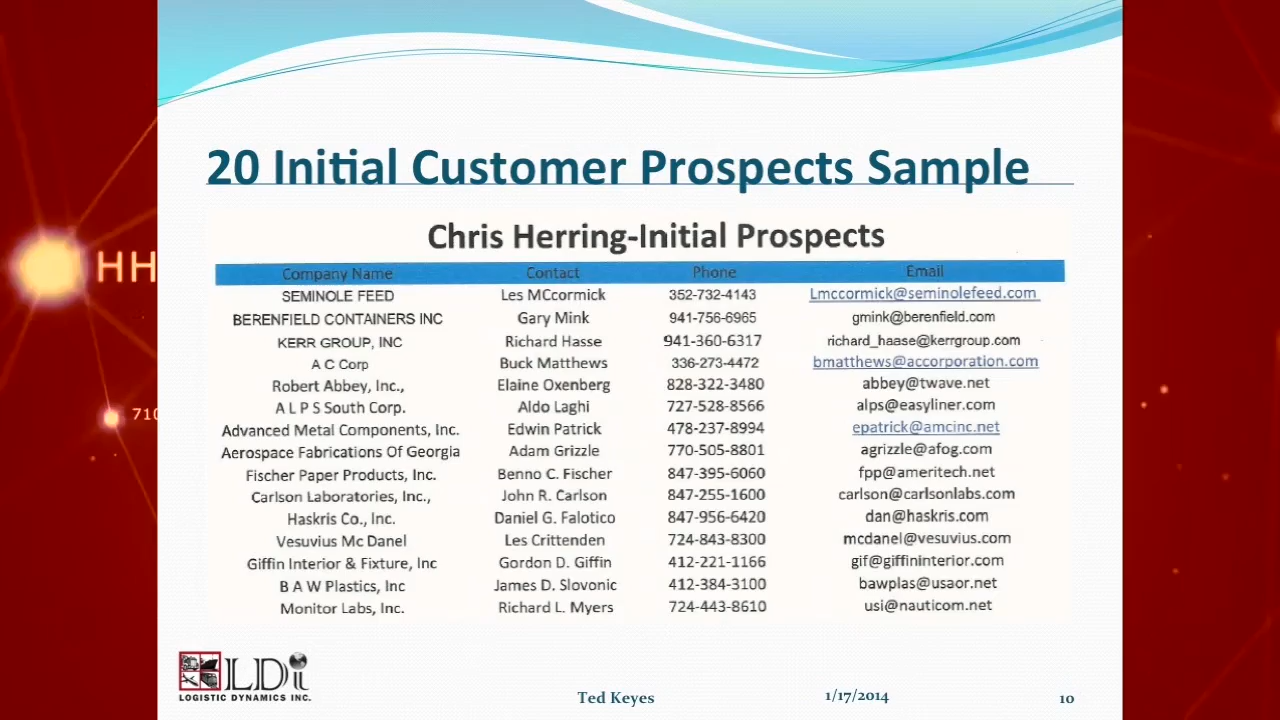 20 Initial Customer Prospects Sample
Chris Herring-Initial Prospects
Company Name Contact Phone Email
SEMINOLE FEED Les MCcormick 352-732-4143 Lmccormick@seminolefeed.com
BERENFIELD CONTAINERS INC Gary Mink 941-756-6965 gmink@berenfield.com
HH KERR GROUP, INC Richard Hasse 941-360-6317 richard_haase@kerrgroup.com
A C Corp Buck Matthews 336-273-4472 bmatthews@accorporation.com
Robert Abbey, Inc., Elaine Oxenberg 828-322-3480 abbey@twave.net
A L P S South Corp. Aldo Laghi 727-528-8566 alps@easyliner.com
710 Advanced Metal Components, Inc. Edwin Patrick 478-237-8994 epatrick@amcinc.net
Aerospace Fabrications Of Georgia Adam Grizzle 770-505-8801 agrizzle@afog.com
Fischer Paper Products, Inc. Benno C. Fischer 847-395-6060 fpp@ameritech.net
Carlson Laboratories, Inc., John R. Carlson 847-255-1600 carlson@carlsonlabs.com
Haskris Co., Inc. Daniel G. Falotico 847-956-6420 dan@haskris.com
Vesuvius Mc Danel Les Crittenden 724-843-8300 mcdanel@vesuvius.com
Giffin Interior & Fixture, Inc Gordon D. Giffin 412-221-1166 gif@giffininterior.com
B A W Plastics, Inc James D. Slovonic 412-384-3100 bawplas@usaor.net
Monitor Labs, Inc. Richard L. Myers 724-443-8610 usi@nauticom.net
LDi
LOGISTIC DYNAMICS INC.
Ted Keyes 1/17/2014 10